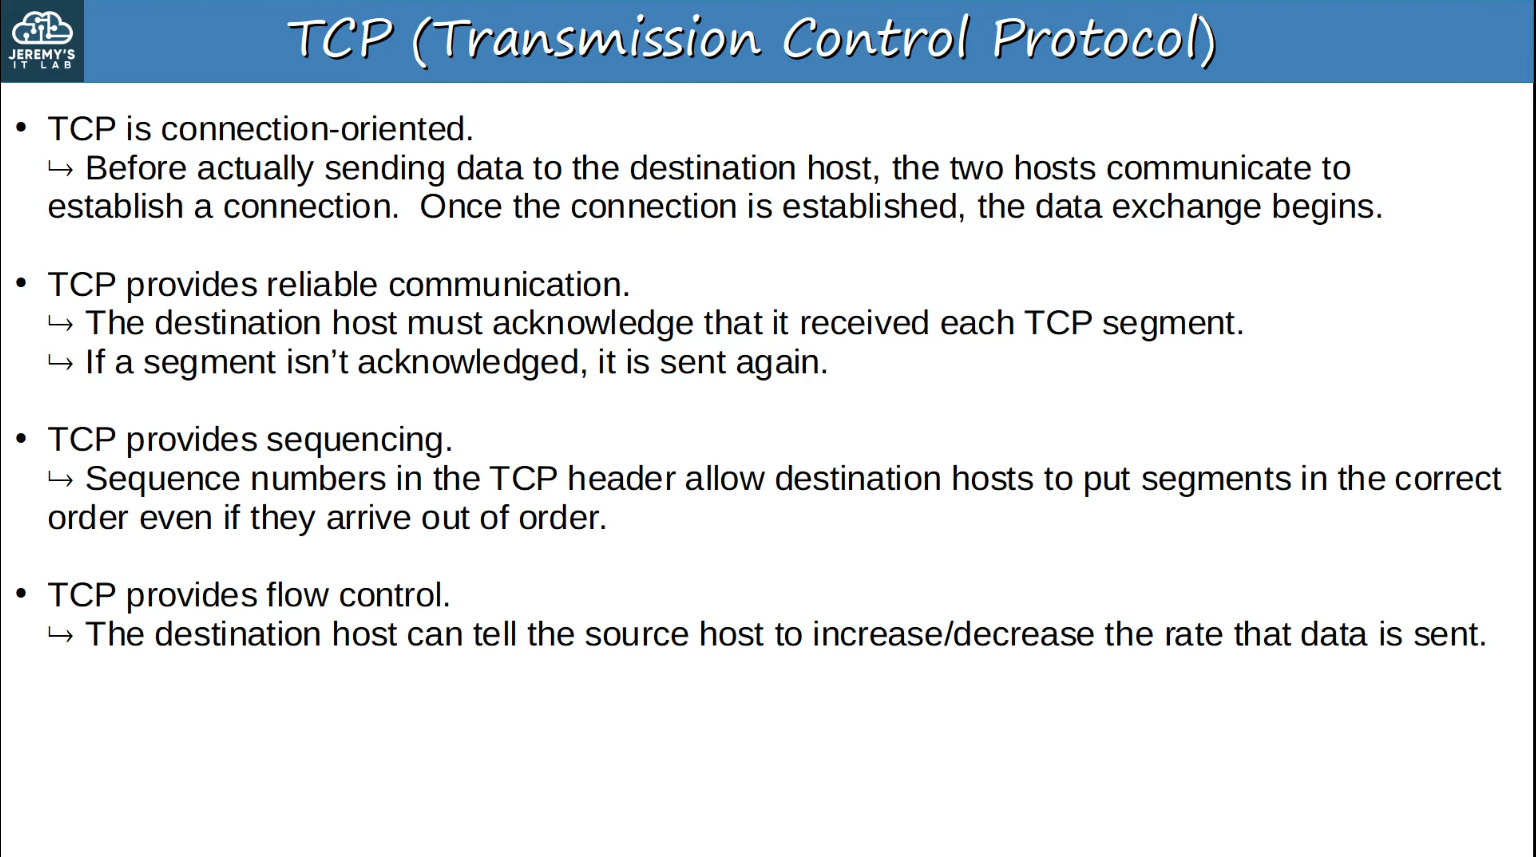 JEREMY'S
IT LAB
TCP (Transmission Control Protocol)
• TCP is connection-oriented.
↪ Before actually sending data to the destination host, the two hosts communicate to
establish a connection.  Once the connection is established, the data exchange begins.
• TCP provides reliable communication.
↪ The destination host must acknowledge that it received each TCP segment.
↪ If a segment isn’t acknowledged, it is sent again.
• TCP provides sequencing.
↪ Sequence numbers in the TCP header allow destination hosts to put segments in the correct
order even if they arrive out of order.
• TCP provides flow control.
↪ The destination host can tell the source host to increase/decrease the rate that data is sent.